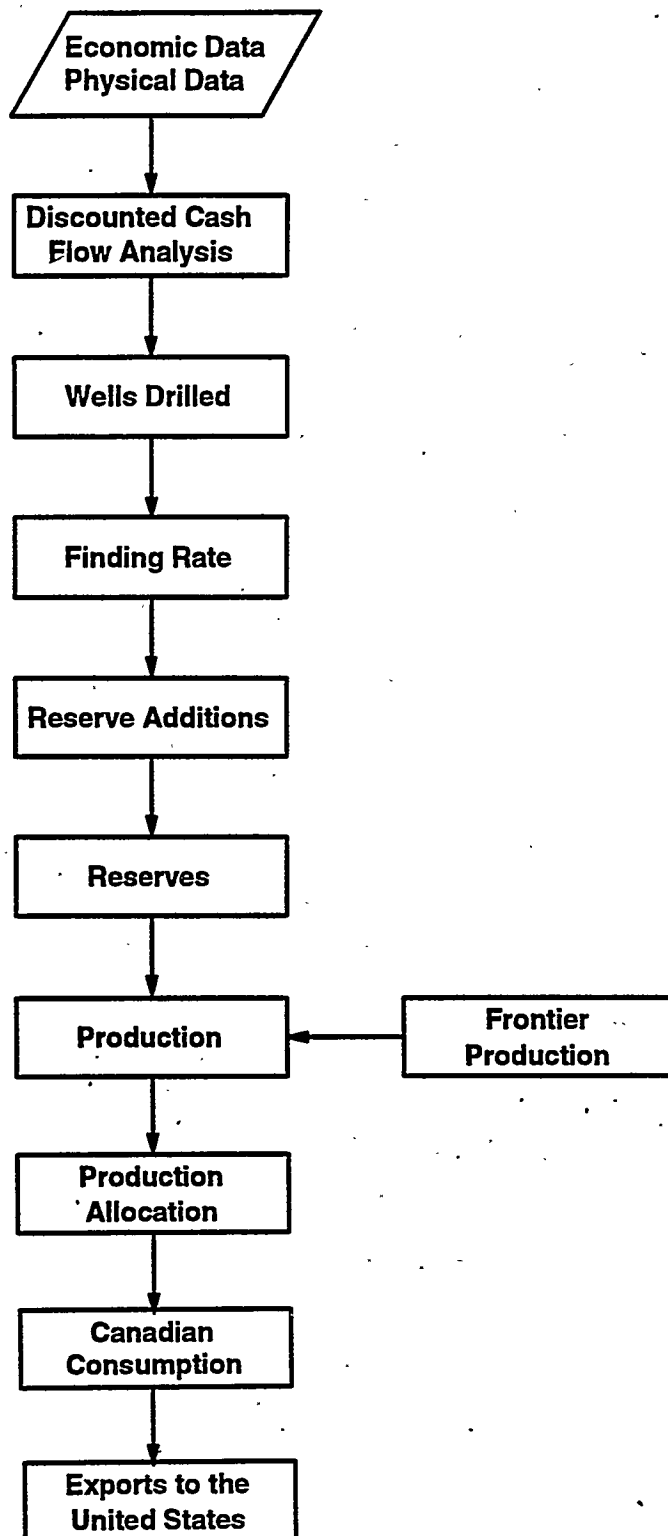 Economic Data
Physical Data
Discounted Cash
Flow Analysis
Wells Drilled
Finding Rate
Reserve Additions
Reserves
Production
Frontier
Production
Production
Allocation
Canadian
Consumption
Exports to the
United States